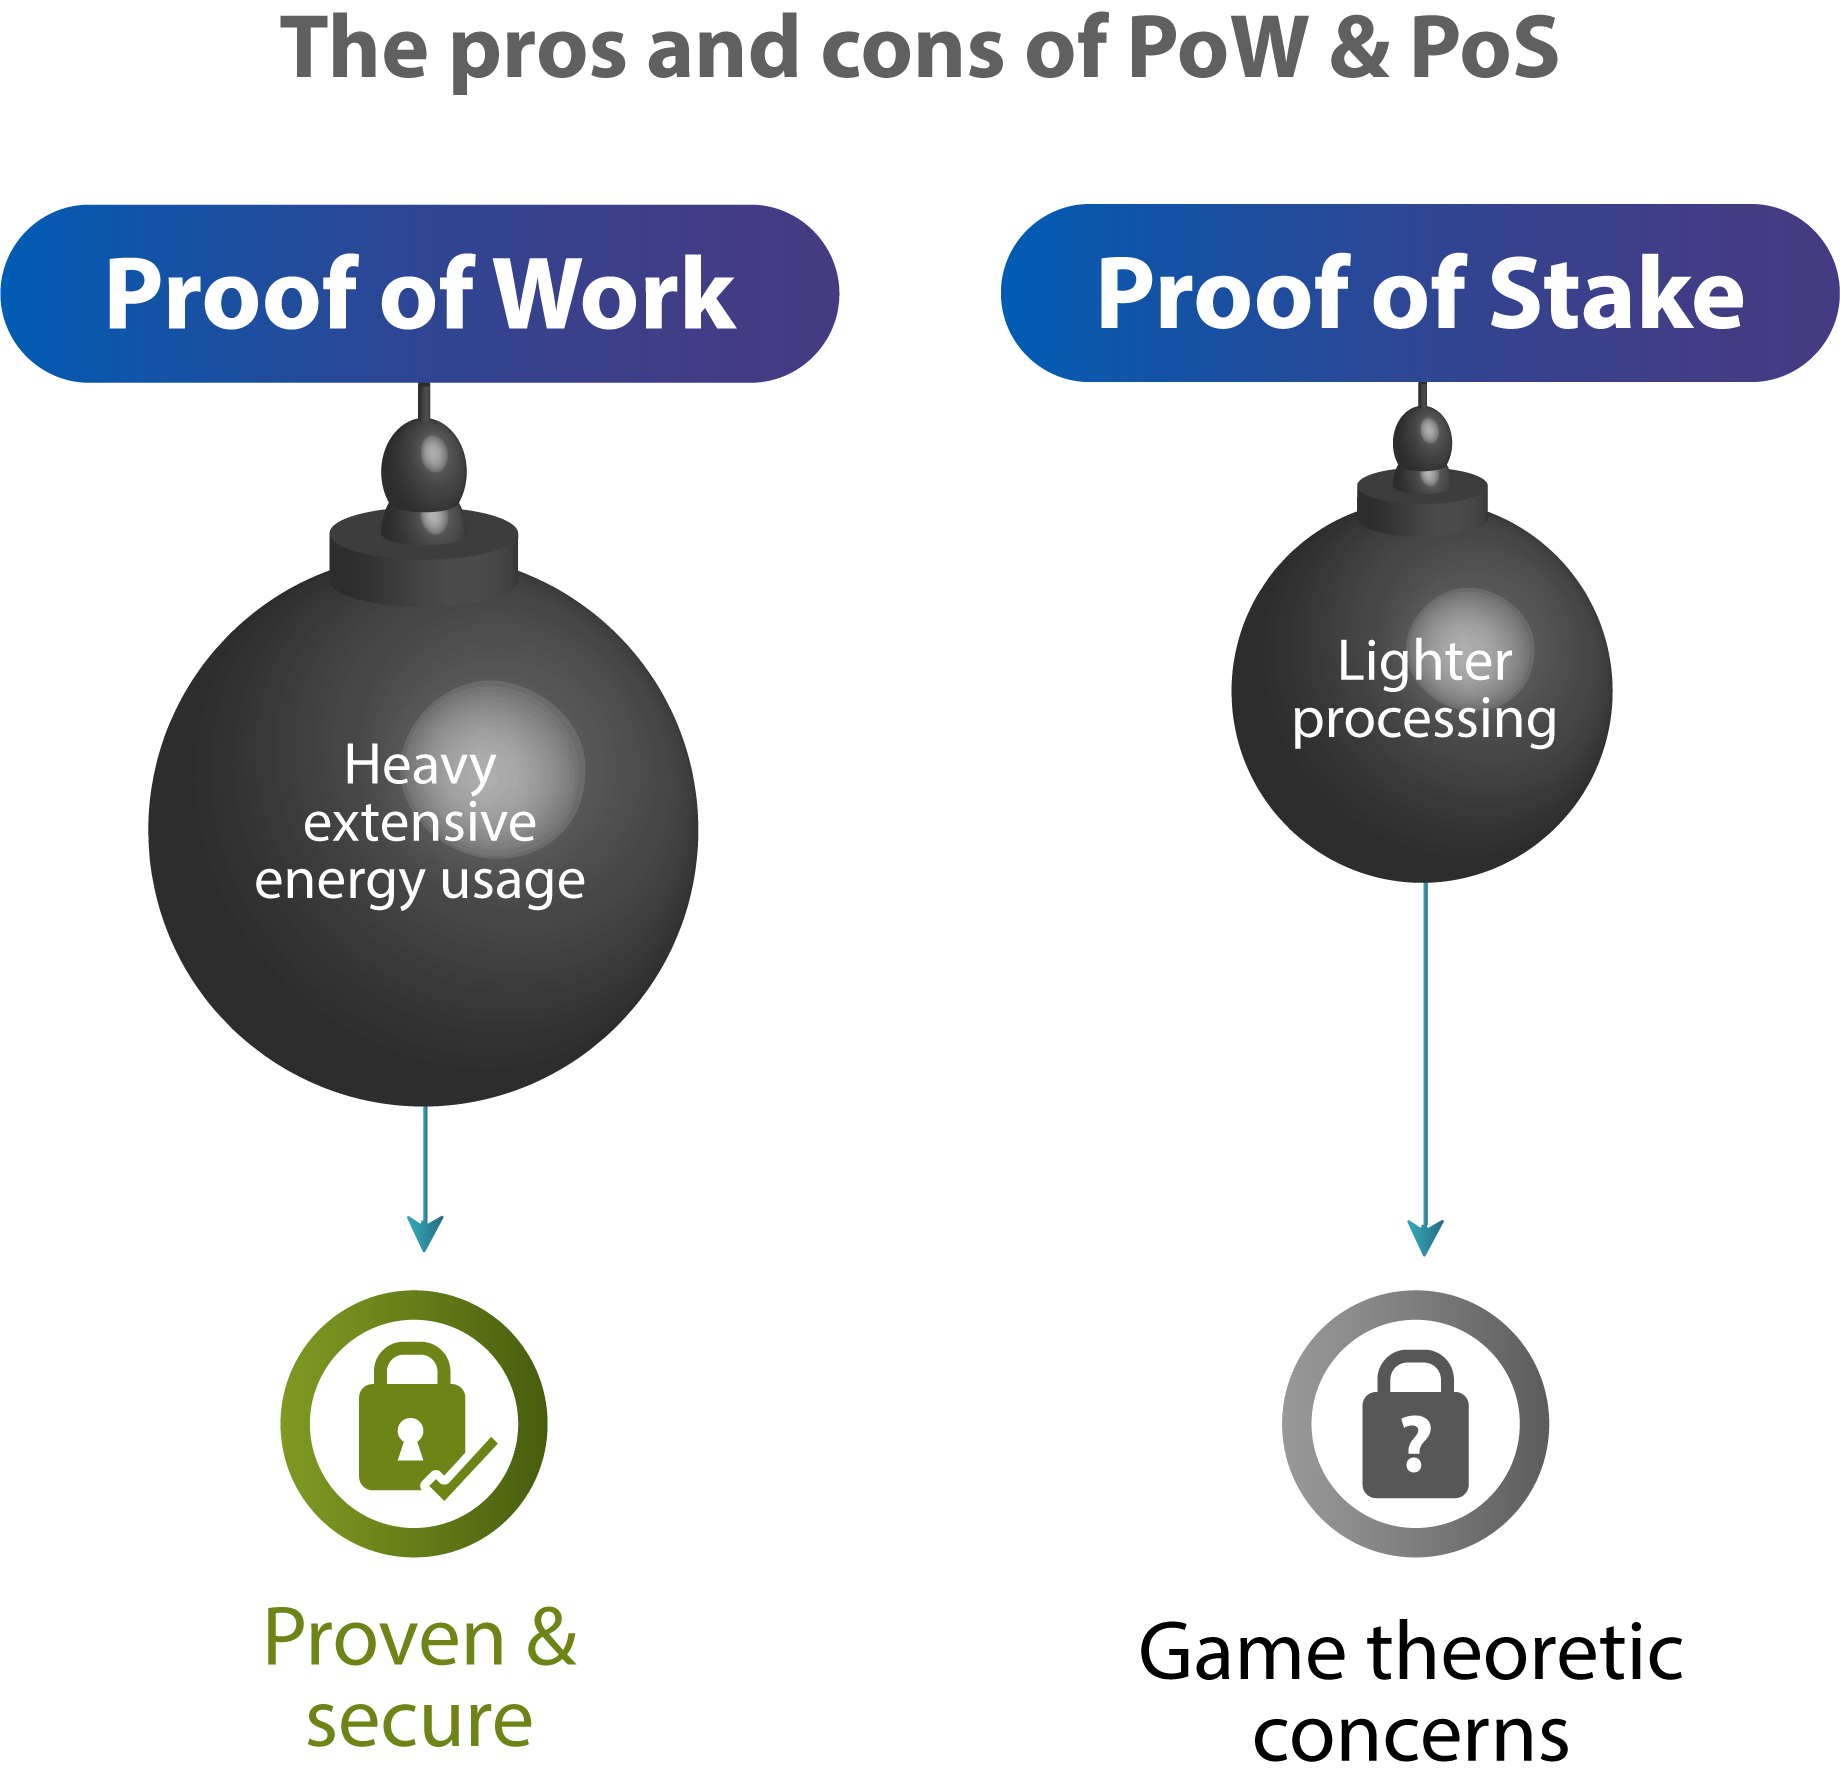 The pros and cons of PoW & PoS
Proof of Work
Heavy
extensive
energy usage
Proven &
secure
Proof of Stake
Lighter
processing
?
Game theoretic
concerns